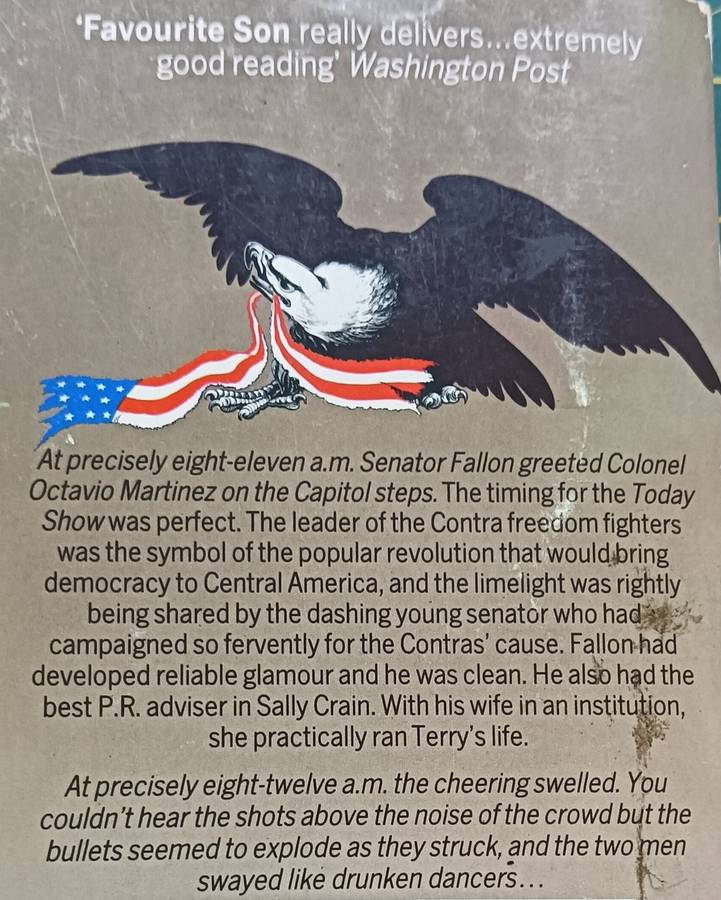 ‘Favourite Son really delivers...extremely
good reading’ Washington Post
At precisely eight-eleven a.m. Senator Fallon greeted Colonel
Octavio Martinez on the Capitol steps. The timing for the Today
Show was perfect. The leader of the Contra freedom fighters
was the symbol of the popular revolution that would bring
democracy to Central America, and the limelight was rightly
being shared by the dashing young senator who had
campaigned so fervently for the Contras’ cause. Fallon had
developed reliable glamour and he was clean. He also had the
best P.R. adviser in Sally Crain. With his wife in an institution,
she practically ran Terry’s life.
At precisely eight-twelve a.m. the cheering swelled. You
couldn’t hear the shots above the noise of the crowd but the
bullets seemed to explode as they struck, and the two men
swayed like drunken dancers...